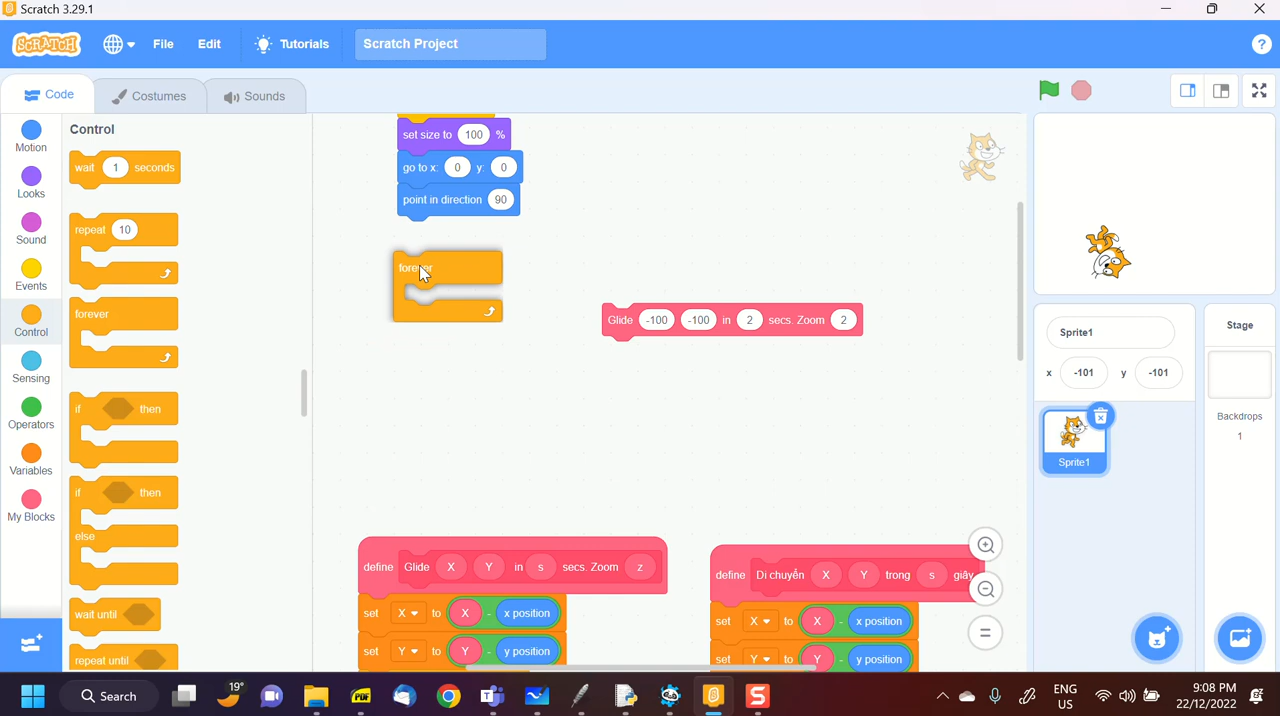 Scratch 3.29.1
SCRATCH File Edit Tutorials Scratch Project ?
Code Costumes Sounds
Motion
Looks
Sound
Events
Control
Sensing
Operators
Variables
My Blocks
Control
wait 1 seconds
repeat 10
forever
if then
if then
else
wait until
repeat until
set size to 100 %
go to x: 0 y: 0
point in direction 90
forever
Glide -100 -100 in 2 secs. Zoom 2
define Glide X Y in s secs. Zoom z
set X to X - x position
set Y to Y - y position
define Di chuyển X Y trong s giây
set X to X - x position
set Y to Y - y position
Sprite1
x -101 y -101
Sprite1
Stage
Backdrops
1
Search
19°
PDF
ENG
US
9:08 PM
22/12/2022